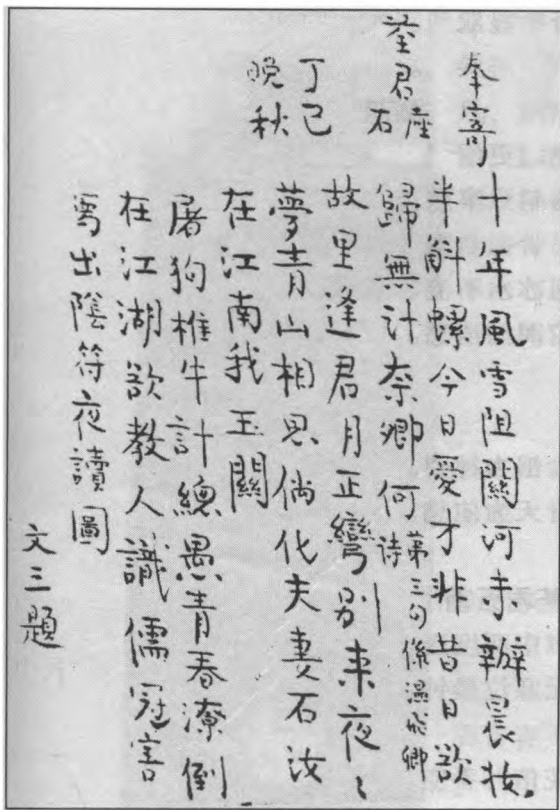 奉寄
荃君座右
丁巳
晚秋
十年風雪阻關河未辦晨妝
半斛螺今日愛才非昔日欲
歸無計奈卿何
第三句係溫飛卿
詩
故里逢君月正彎別來夜〻
夢青山相思倘化夫妻石汝
在江南我玉關
屠狗椎牛計總愚青春潦倒
在江湖欲教人識儒冠害
寫出陰符夜讀圖
文三題